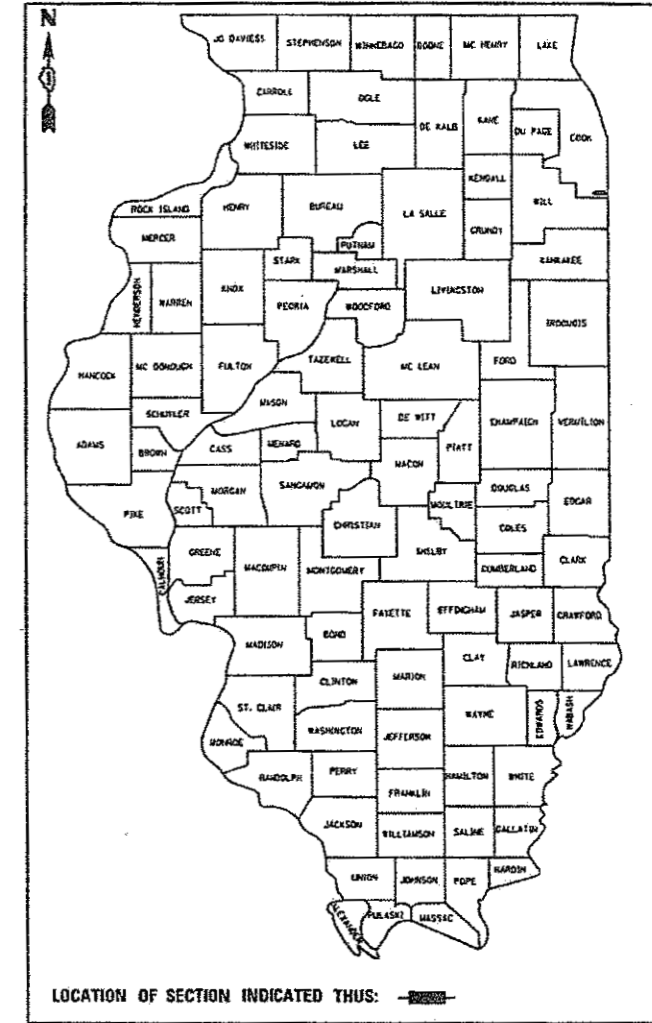 N
JO DAVIESS STEPHENSON WINNEBAGO BOONE MC HENRY LAKE
CARROLL OGLE
DE KALB KANE DU PAGE COOK
WHITESIDE LEE
KENDALL
ROCK ISLAND HENRY BUREAU LA SALLE GRUNDY WILL
MERCER PUTNAM
STARK MARSHALL KANKAKEE
HENDERSON WARREN KNOX PEORIA WOODFORD LIVINGSTON IROQUOIS
HANCOCK MC DONOUGH FULTON TAZEWELL MC LEAN FORD
SCHUYLER MASON LOGAN DE WITT CHAMPAIGN VERMILION
ADAMS BROWN CASS MENARD PIATT
MACON
PIKE SCOTT MORGAN SANGAMON CHRISTIAN MOULTRIE DOUGLAS EDGAR
COLES
CALHOUN GREENE MACOUPIN MONTGOMERY SHELBY CUMBERLAND CLARK
JERSEY FAYETTE EFFINGHAM JASPER CRAWFORD
MADISON BOND
CLINTON MARION CLAY RICHLAND LAWRENCE
ST. CLAIR WAYNE EDWARDS WABASH
MONROE WASHINGTON JEFFERSON
RANDOLPH PERRY FRANKLIN HAMILTON WHITE
JACKSON WILLIAMSON SALINE GALLATIN
UNION JOHNSON POPE HARDIN
ALEXANDER PULASKI MASSAC
LOCATION OF SECTION INDICATED THUS: